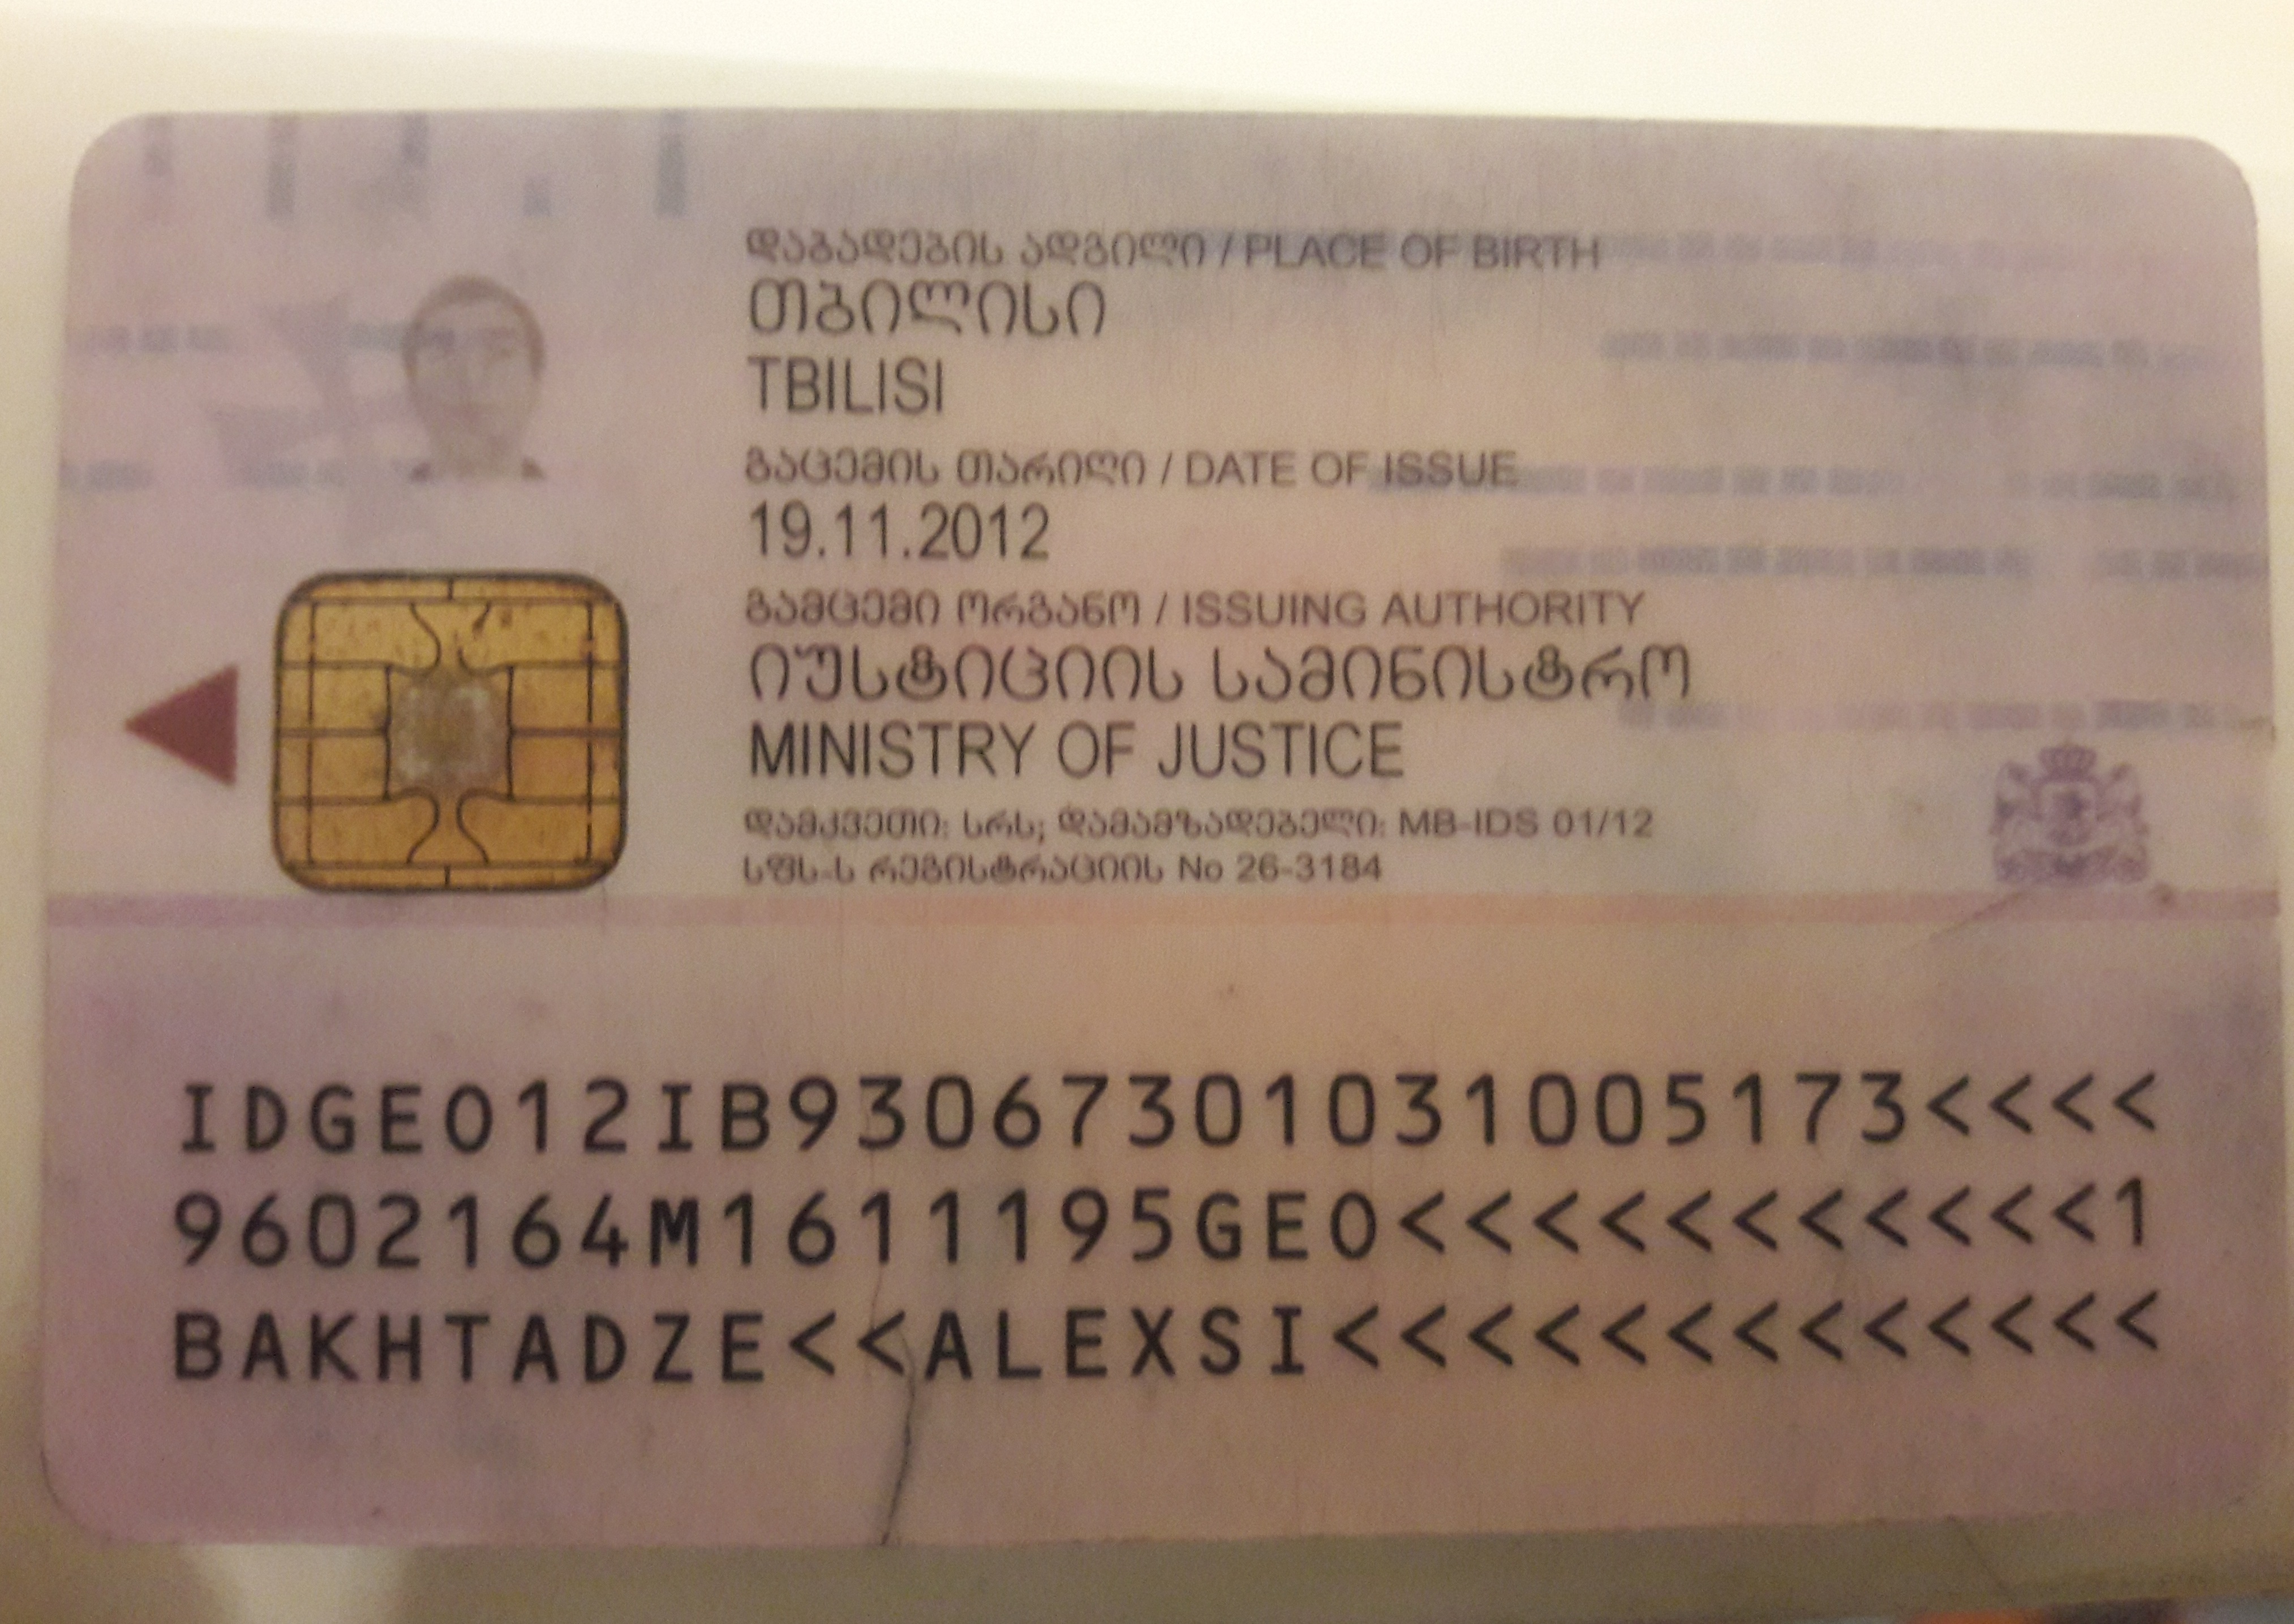 დაბადების ადგილი / PLACE OF BIRTH
თბილისი
TBILISI
გაცემის თარიღი / DATE OF ISSUE
19.11.2012
გამცემი ორგანო / ISSUING AUTHORITY
იუსტიციის სამინისტრო
MINISTRY OF JUSTICE
დამკვეთი: სრს; დამამზადებელი: MB-IDS 01/12
სფს-ს რეგისტრაციის No 26-3184
IDGEO12IB93067301031005173<<<<
9602164M1611195GEO<<<<<<<<<<<1
BAKHTADZE<<ALEXSI<<<<<<<<<<<<<